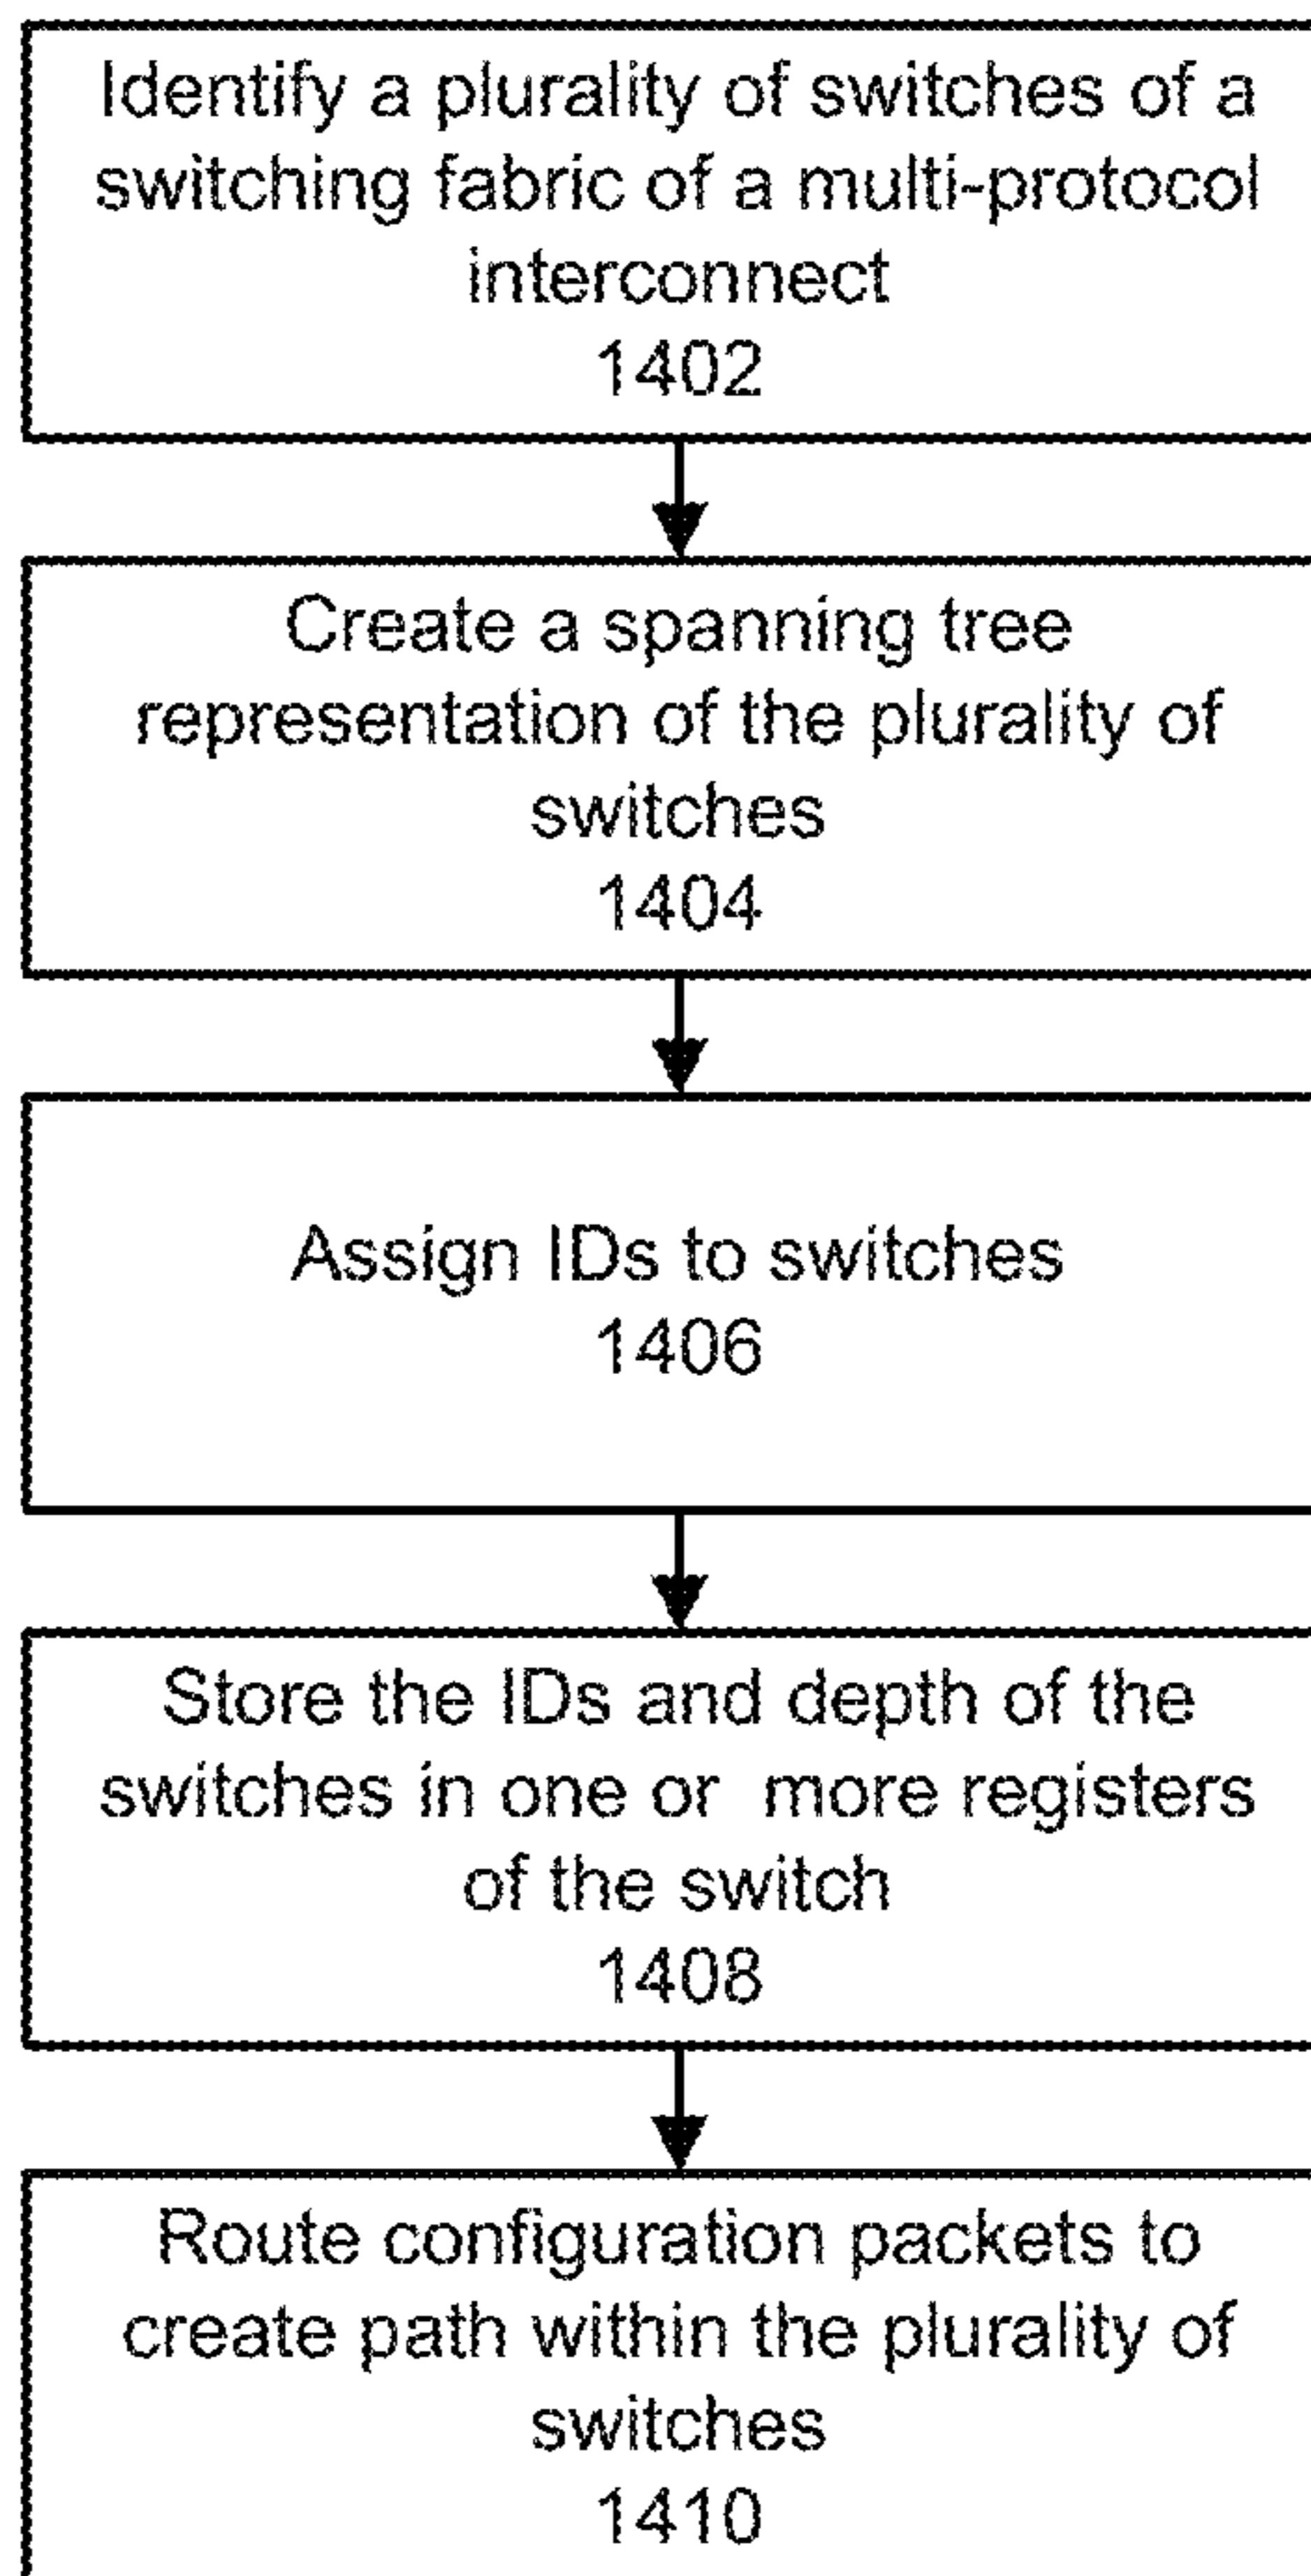 Identify a plurality of switches of a
switching fabric of a multi-protocol
interconnect
1402
Create a spanning tree
representation of the plurality of
switches
1404
Assign IDs to switches
1406
Store the IDs and depth of the
switches in one or more registers
of the switch
1408
Route configuration packets to
create path within the plurality of
switches
1410